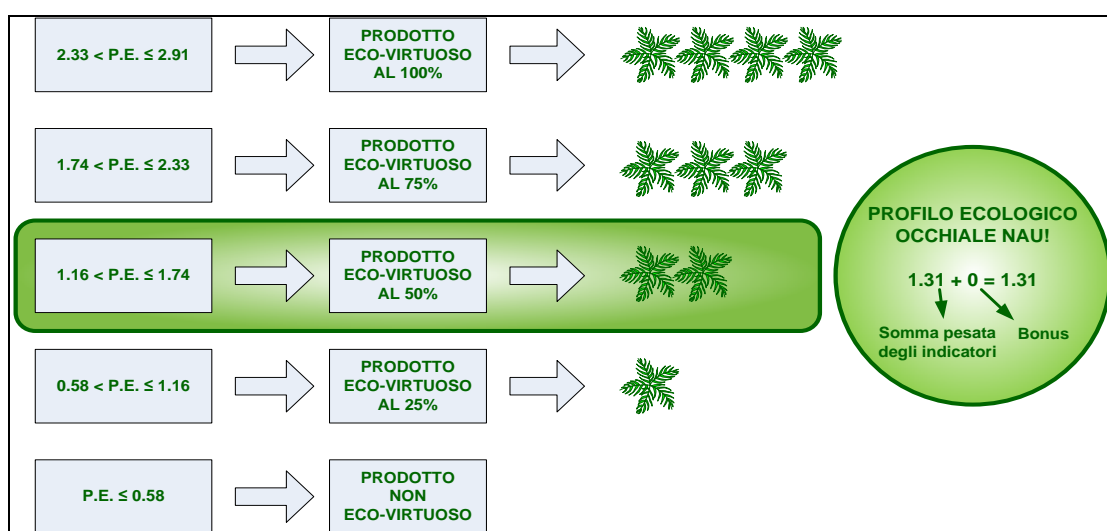 2.33 < P.E. ≤ 2.91
PRODOTTO
ECO-VIRTUOSO
AL 100%
1.74 < P.E. ≤ 2.33
PRODOTTO
ECO-VIRTUOSO
AL 75%
1.16 < P.E. ≤ 1.74
PRODOTTO
ECO-VIRTUOSO
AL 50%
0.58 < P.E. ≤ 1.16
PRODOTTO
ECO-VIRTUOSO
AL 25%
P.E. ≤ 0.58
PRODOTTO
NON
ECO-VIRTUOSO
PROFILO ECOLOGICO
OCCHIALE NAU!
1.31 + 0 = 1.31
Somma pesata
degli indicatori
Bonus